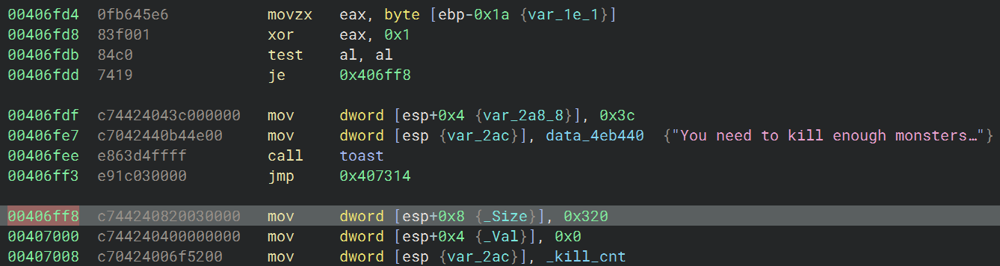 00406fd4 0fb645e6 movzx eax, byte [ebp-0x1a {var_1e_1}]
00406fd8 83f001 xor eax, 0x1
00406fdb 84c0 test al, al
00406fdd 7419 je 0x406ff8
00406fdf c74424043c000000 mov dword [esp+0x4 {var_2a8_8}], 0x3c
00406fe7 c7042440b44e00 mov dword [esp {var_2ac}], data_4eb440 {"You need to kill enough monsters…"}
00406fee e863d4ffff call toast
00406ff3 e91c030000 jmp 0x407314
00406ff8 c744240820030000 mov dword [esp+0x8 {_Size}], 0x320
00407000 c744240400000000 mov dword [esp+0x4 {_Val}], 0x0
00407008 c70424006f5200 mov dword [esp {var_2ac}], _kill_cnt